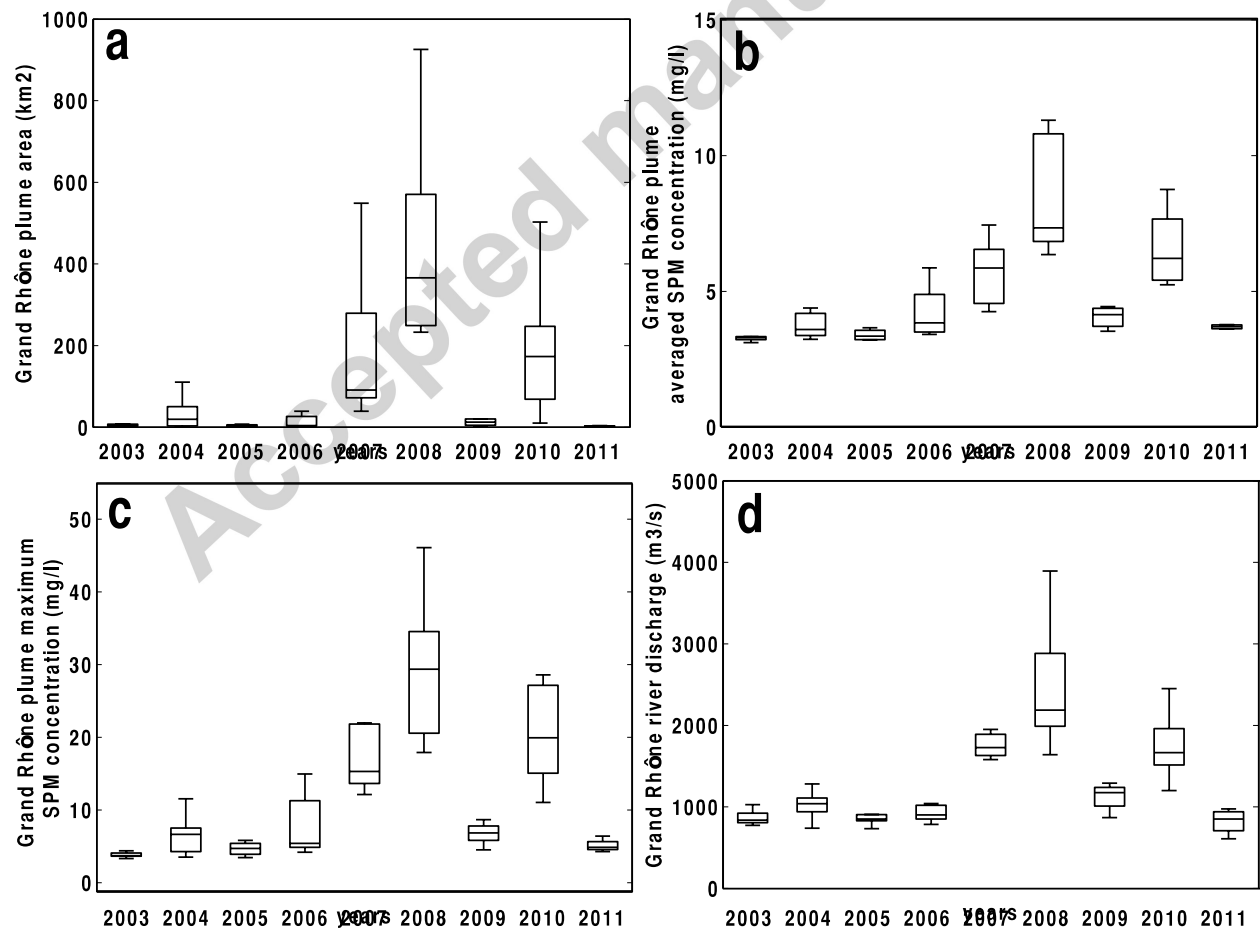 a
Grand Rhône plume area (km2)
1000
800
600
400
200
0
2003 2004 2005 2006 2007 2008 2009 2010 2011
years
b
Grand Rhône plume
averaged SPM concentration (mg/l)
15
10
5
0
2003 2004 2005 2006 2007 2008 2009 2010 2011
years
c
Grand Rhône plume maximum
SPM concentration (mg/l)
50
40
30
20
10
0
2003 2004 2005 2006 2007 2008 2009 2010 2011
years
d
Grand Rhône river discharge (m3/s)
5000
4000
3000
2000
1000
0
2003 2004 2005 2006 2007 2008 2009 2010 2011
years
Accepted